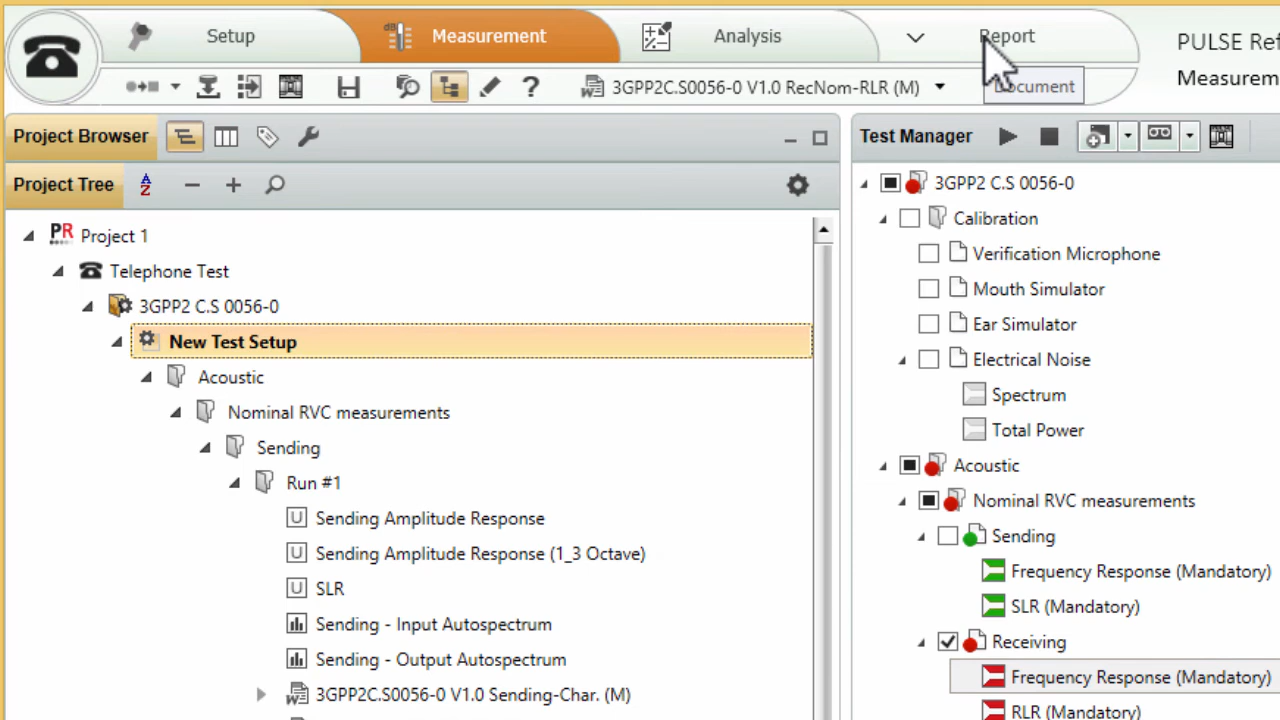 Setup
Measurement
Analysis
Report
PULSE Ref
3GPP2C.S0056-0 V1.0 RecNom-RLR (M)
Document
Measurem
Project Browser
Project Tree
Project 1
Telephone Test
3GPP2 C.S 0056-0
New Test Setup
Acoustic
Nominal RVC measurements
Sending
Run #1
Sending Amplitude Response
Sending Amplitude Response (1_3 Octave)
SLR
Sending - Input Autospectrum
Sending - Output Autospectrum
3GPP2C.S0056-0 V1.0 Sending-Char. (M)
Test Manager
3GPP2 C.S 0056-0
Calibration
Verification Microphone
Mouth Simulator
Ear Simulator
Electrical Noise
Spectrum
Total Power
Acoustic
Nominal RVC measurements
Sending
Frequency Response (Mandatory)
SLR (Mandatory)
Receiving
Frequency Response (Mandatory)
RLR (Mandatory)